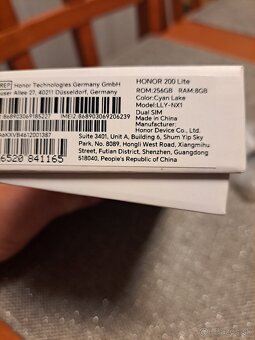 REP Honor Technologies Germany GmbH
user Allee 27, 40211 Düsseldorf, Germany
HONOR 200 Lite
ROM:256GB RAM:8GB
Color:Cyan Lake
Model:LLY-NX1
Dual SIM
Made in China
Manufacturer:
Honor Device Co., Ltd.
Suite 3401, Unit A, Building 6, Shum Yip Sky
Park, No. 8089, Hongli West Road, Xiangmihu
Street, Futian District, Shenzhen, Guangdong
518040, People's Republic of China
868903069185227
IMEI2 868903069206239
6520 841165